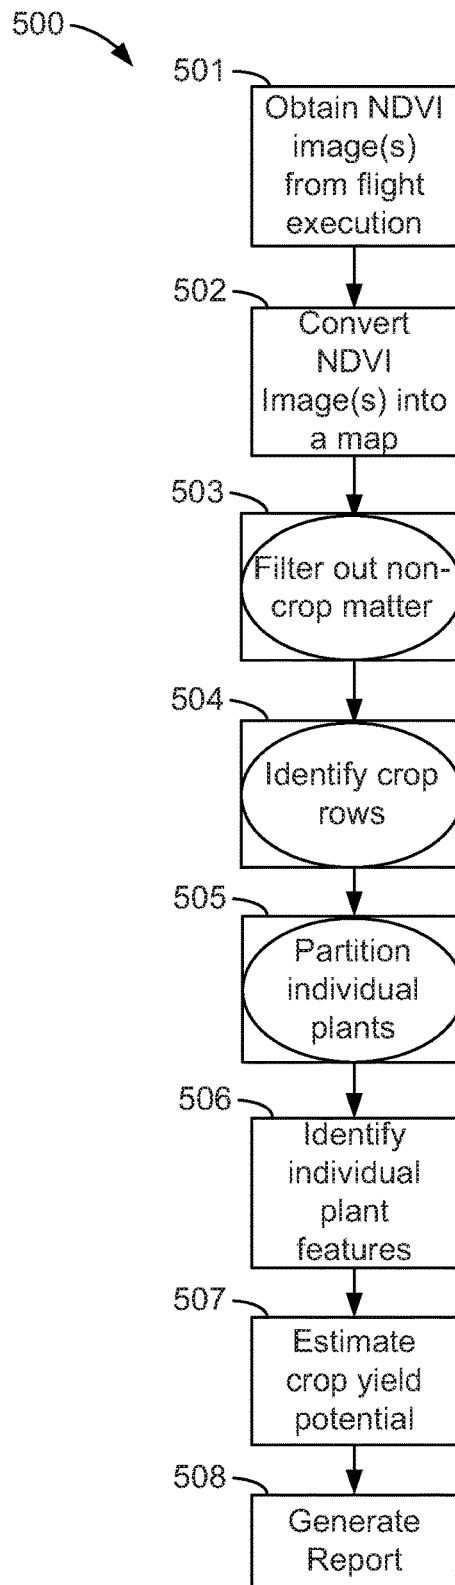 500
501
Obtain NDVI
image(s)
from flight
execution
502
Convert
NDVI
Image(s) into
a map
503
Filter out non-
crop matter
504
Identify crop
rows
505
Partition
individual
plants
506
Identify
individual
plant
features
507
Estimate
crop yield
potential
508
Generate
Report